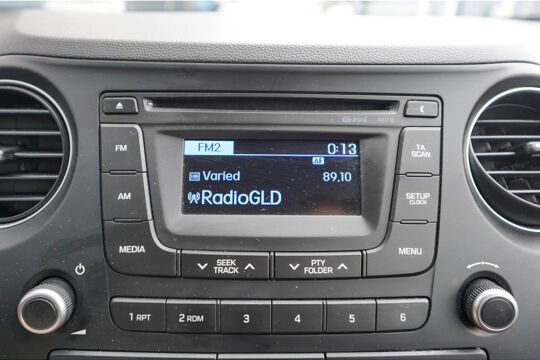 R·D·S MP3
FM2 0:13
AF
Varied 89.10
RadioGLD
FM
AM
MEDIA
TA
SCAN
SETUP
CLOCK
MENU
SEEK
TRACK
PTY
FOLDER
1 RPT 2 RDM 3 4 5 6